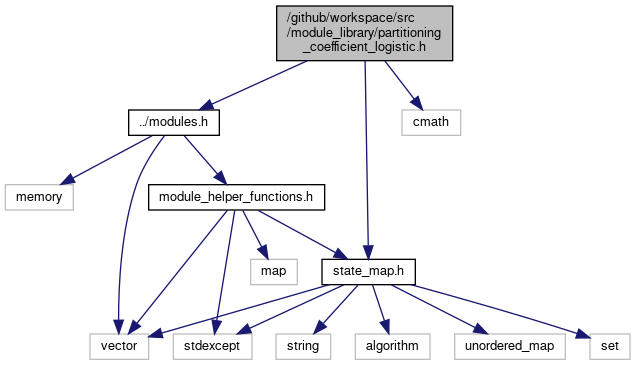 /github/workspace/src
/module_library/partitioning
_coefficient_logistic.h
../modules.h
cmath
memory
module_helper_functions.h
map
state_map.h
vector
stdexcept
string
algorithm
unordered_map
set